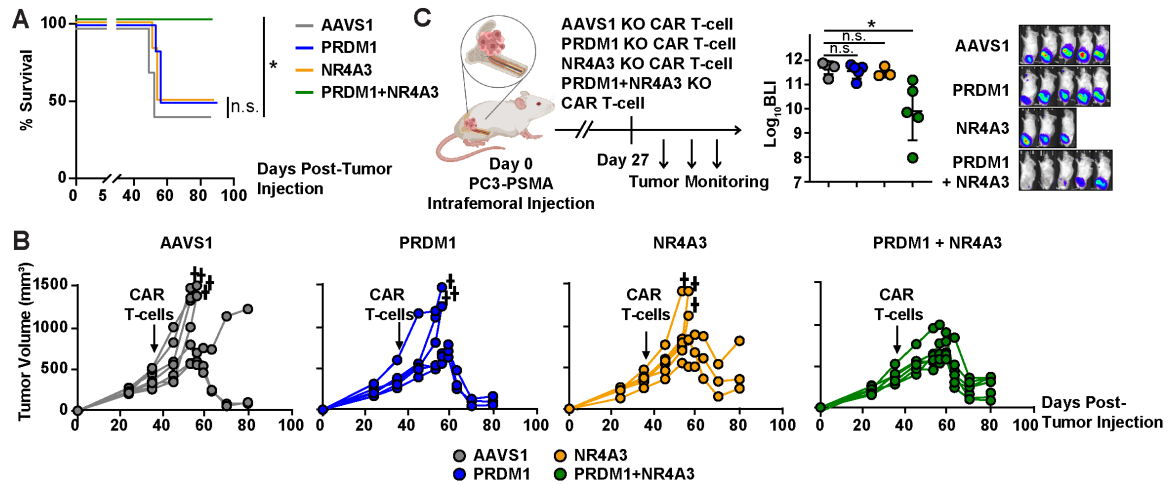 A
% Survival
100
50
0
0
5
40
60
80
100
Days Post-Tumor
Injection
AAVS1
PRDM1
NR4A3
PRDM1+NR4A3
n.s.
*
C
Day 0
PC3-PSMA
Intrafemoral Injection
AAVS1 KO CAR T-cell
PRDM1 KO CAR T-cell
NR4A3 KO CAR T-cell
PRDM1+NR4A3 KO
CAR T-cell
Day 27
Tumor Monitoring
Log10BLI
12
11
10
9
8
7
*
n.s.
n.s.
AAVS1
PRDM1
NR4A3
PRDM1
+ NR4A3
B
Tumor Volume (mm³)
AAVS1
1500
1000
500
0
CAR
T-cells
0 20 40 60 80 100
PRDM1
CAR
T-cells
0 20 40 60 80 100
NR4A3
CAR
T-cells
0 20 40 60 80 100
PRDM1 + NR4A3
CAR
T-cells
0 20 40 60 80 100
Days Post-
Tumor Injection
AAVS1
NR4A3
PRDM1
PRDM1+NR4A3